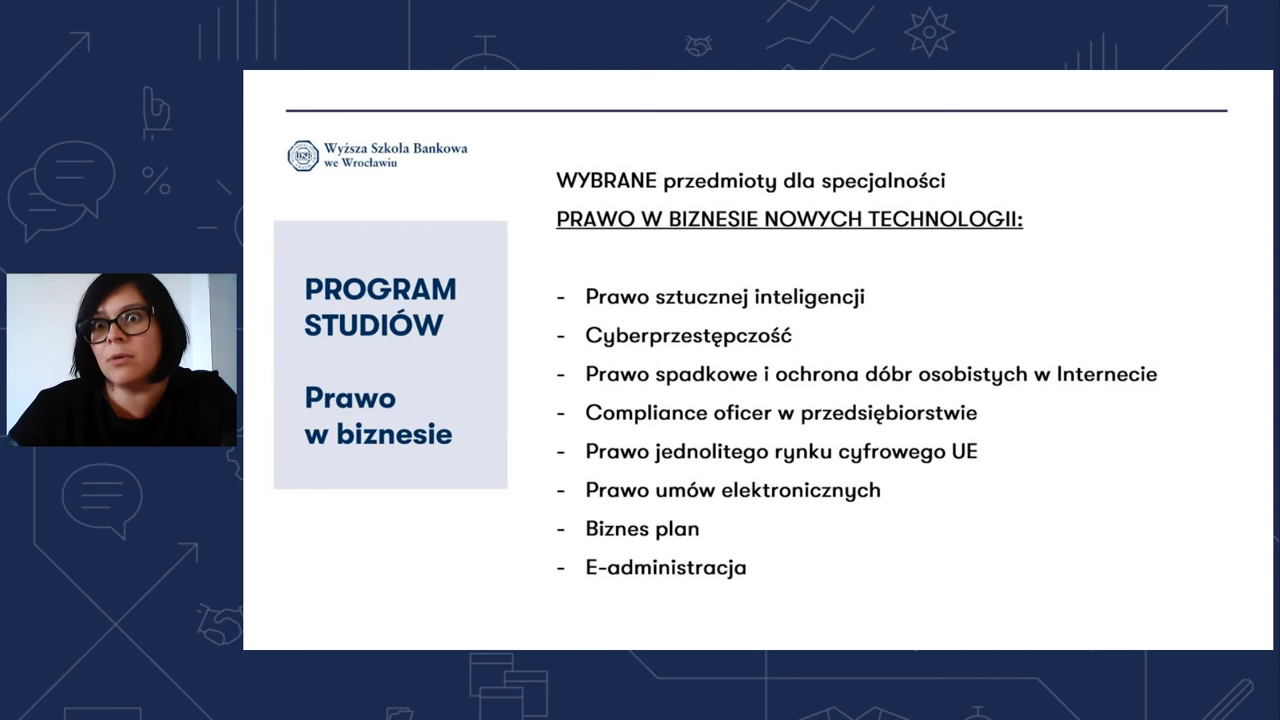 Wyższa Szkoła Bankowa
we Wrocławiu
PROGRAM
STUDIÓW
Prawo
w biznesie
WYBRANE przedmioty dla specjalności
PRAWO W BIZNESIE NOWYCH TECHNOLOGII:
- Prawo sztucznej inteligencji
- Cyberprzestępczość
- Prawo spadkowe i ochrona dóbr osobistych w Internecie
- Compliance oficer w przedsiębiorstwie
- Prawo jednolitego rynku cyfrowego UE
- Prawo umów elektronicznych
- Biznes plan
- E-administracja